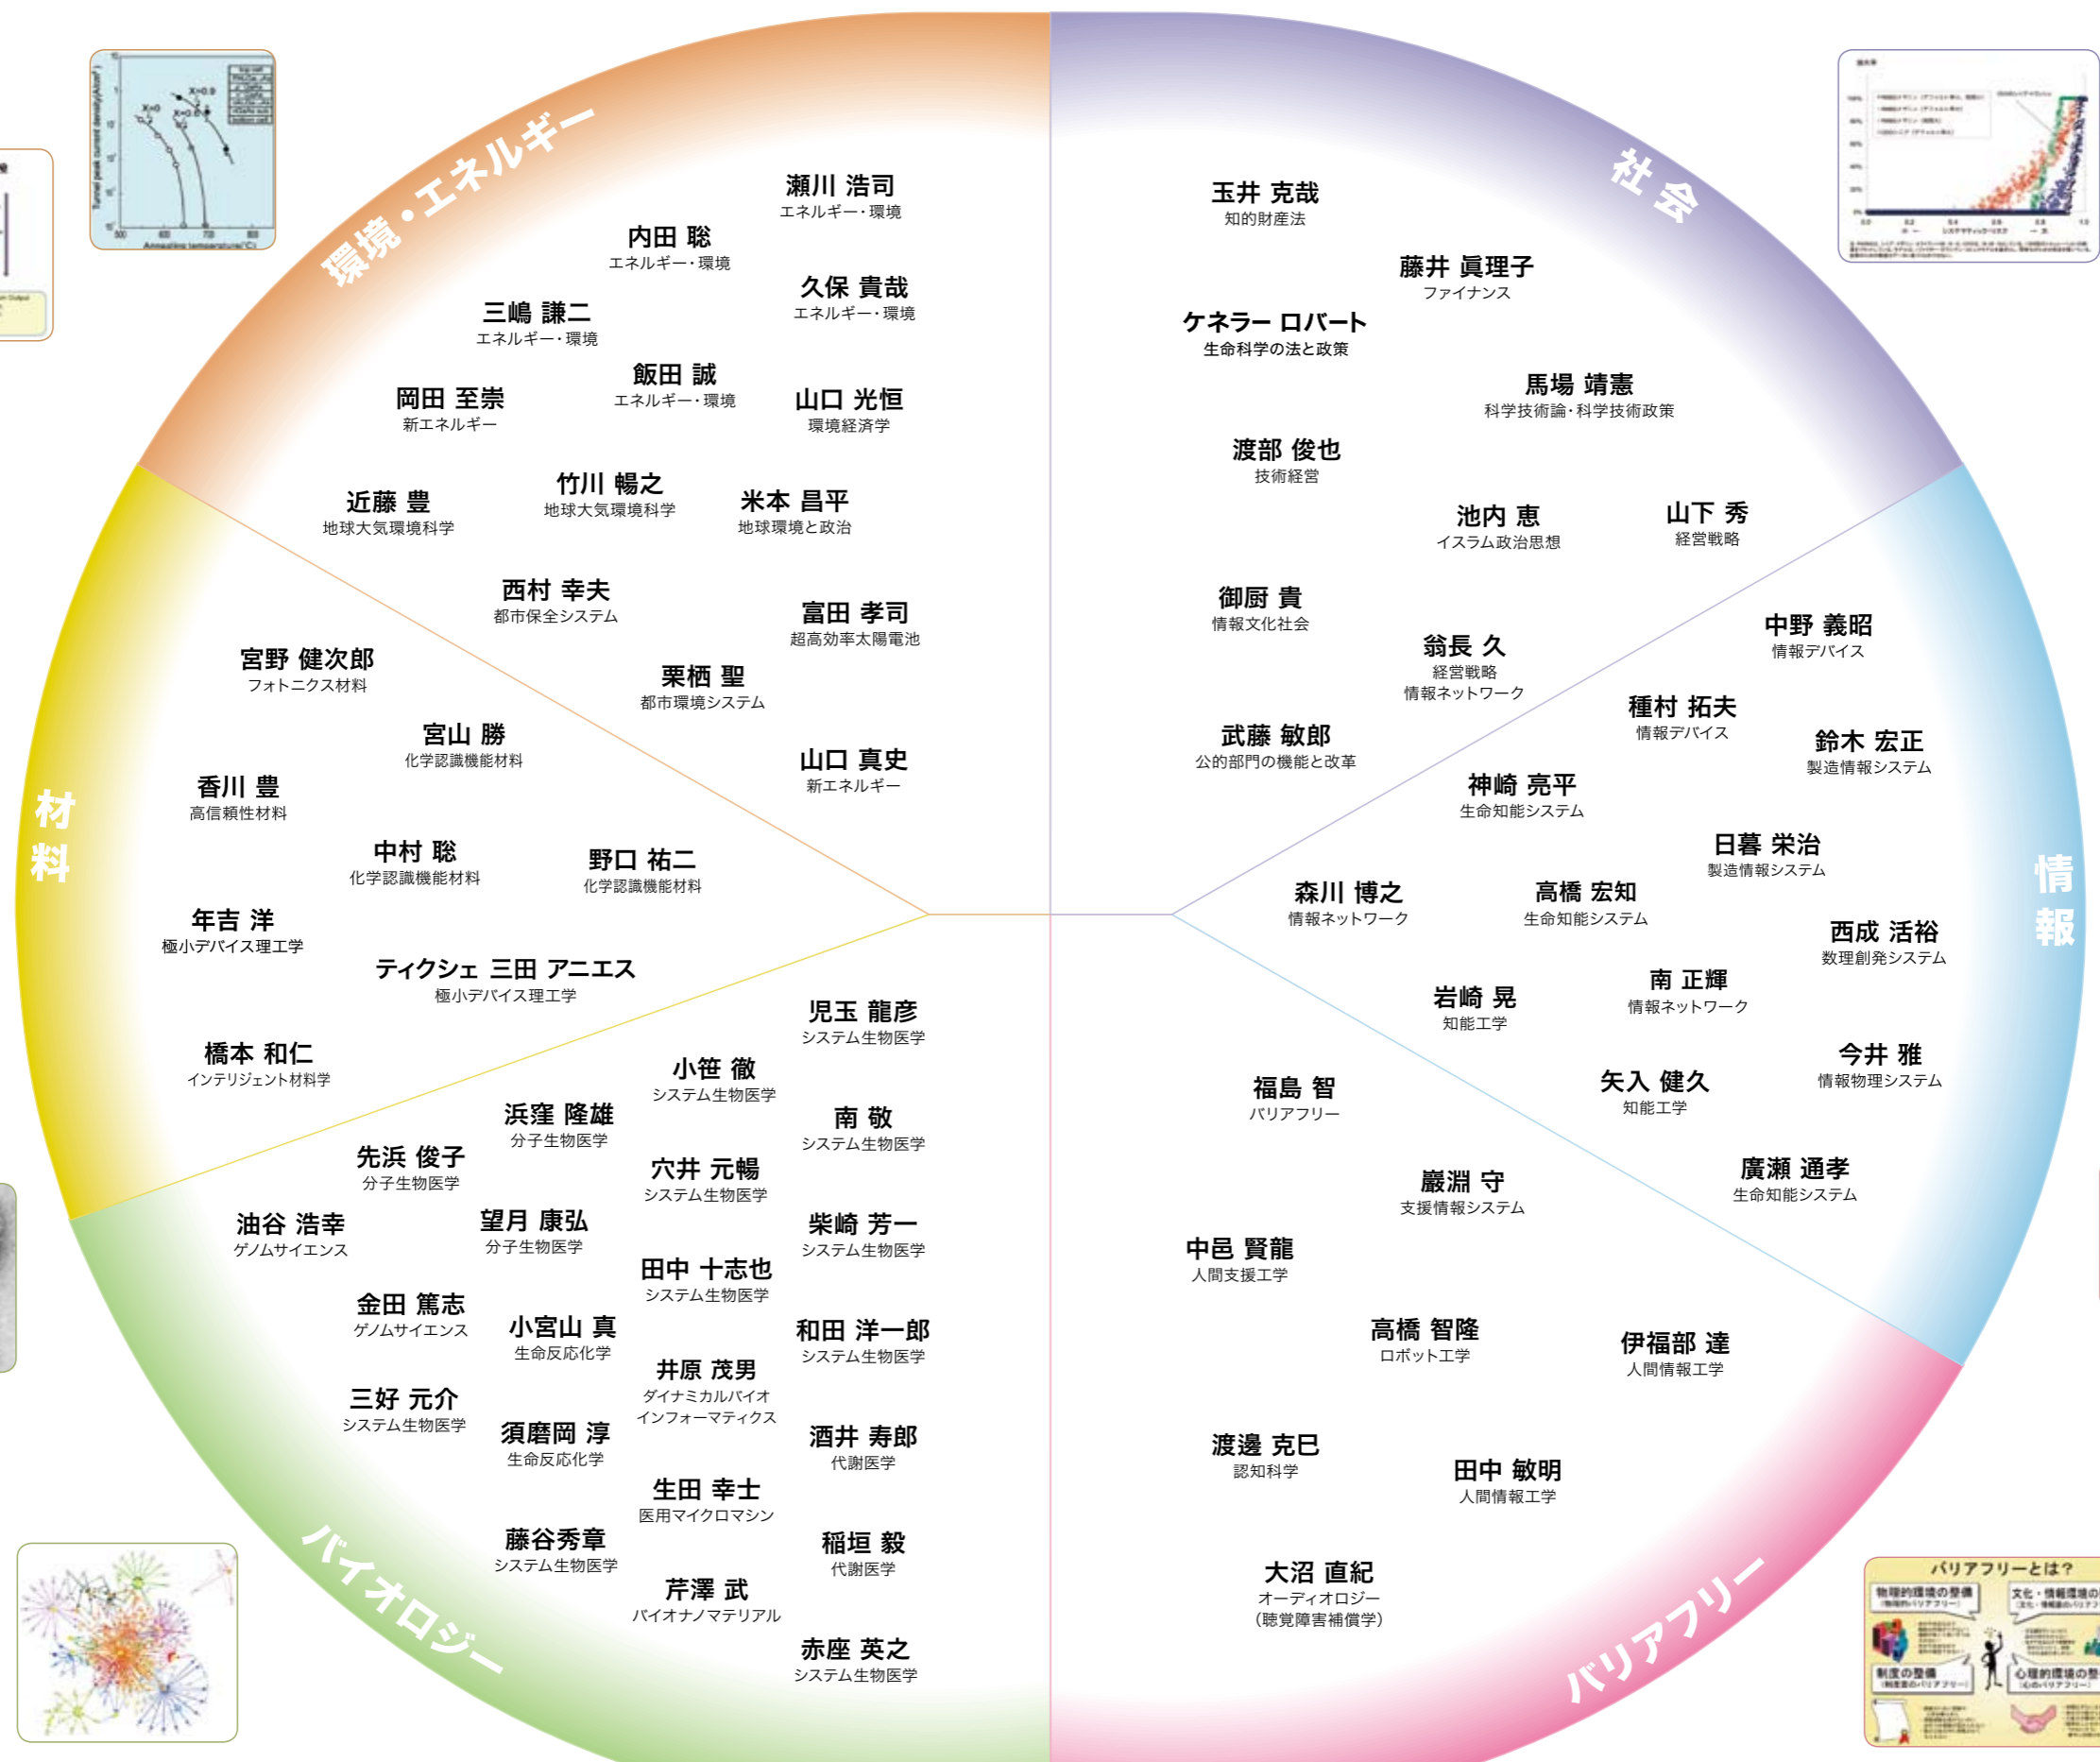 環境・エネルギー
瀬川 浩司
エネルギー・環境
内田 聡
エネルギー・環境
久保 貴哉
エネルギー・環境
三嶋 謙二
エネルギー・環境
飯田 誠
エネルギー・環境
岡田 至崇
新エネルギー
山口 光恒
環境経済学
近藤 豊
地球大気環境科学
竹川 暢之
地球大気環境科学
米本 昌平
地球環境と政治
西村 幸夫
都市保全システム
富田 孝司
超高効率太陽電池
栗栖 聖
都市環境システム
山口 真史
新エネルギー
社会
玉井 克哉
知的財産法
藤井 眞理子
ファイナンス
ケネラー ロバート
生命科学の法と政策
馬場 靖憲
科学技術論・科学技術政策
渡部 俊也
技術経営
池内 恵
イスラム政治思想
山下 秀
経営戦略
御厨 貴
情報文化社会
翁長 久
経営戦略
情報ネットワーク
武藤 敏郎
公的部門の機能と改革
情報
中野 義昭
情報デバイス
種村 拓夫
情報デバイス
鈴木 宏正
製造情報システム
神崎 亮平
生命知能システム
日暮 栄治
製造情報システム
森川 博之
情報ネットワーク
高橋 宏知
生命知能システム
西成 活裕
数理創発システム
南 正輝
情報ネットワーク
岩崎 晃
知能工学
今井 雅
情報物理システム
矢入 健久
知能工学
廣瀬 通孝
生命知能システム
材料
宮野 健次郎
フォトニクス材料
宮山 勝
化学認識機能材料
香川 豊
高信頼性材料
中村 聡
化学認識機能材料
野口 祐二
化学認識機能材料
年吉 洋
極小デバイス理工学
ティクシェ 三田 アニエス
極小デバイス理工学
橋本 和仁
インテリジェント材料学
バイオロジー
児玉 龍彦
システム生物医学
小笹 徹
システム生物医学
浜窪 隆雄
分子生物医学
南 敬
システム生物医学
先浜 俊子
分子生物医学
穴井 元暢
システム生物医学
油谷 浩幸
ゲノムサイエンス
望月 康弘
分子生物医学
柴崎 芳一
システム生物医学
田中 十志也
システム生物医学
金田 篤志
ゲノムサイエンス
小宮山 真
生命反応化学
和田 洋一郎
システム生物医学
井原 茂男
ダイナミカルバイオ
インフォーマティクス
三好 元介
システム生物医学
須磨岡 淳
生命反応化学
酒井 寿郎
代謝医学
生田 幸士
医用マイクロマシン
藤谷秀章
システム生物医学
稲垣 毅
代謝医学
芹澤 武
バイオナノマテリアル
赤座 英之
システム生物医学
バリアフリー
福島 智
バリアフリー
巖淵 守
支援情報システム
中邑 賢龍
人間支援工学
高橋 智隆
ロボット工学
伊福部 達
人間情報工学
渡邊 克巳
認知科学
田中 敏明
人間情報工学
大沼 直紀
オーディオロジー
（聴覚障害補償学）
バリアフリーとは？
物理的環境の整備
制度の整備
Annealing temperature(℃)
X=0
X=0.9